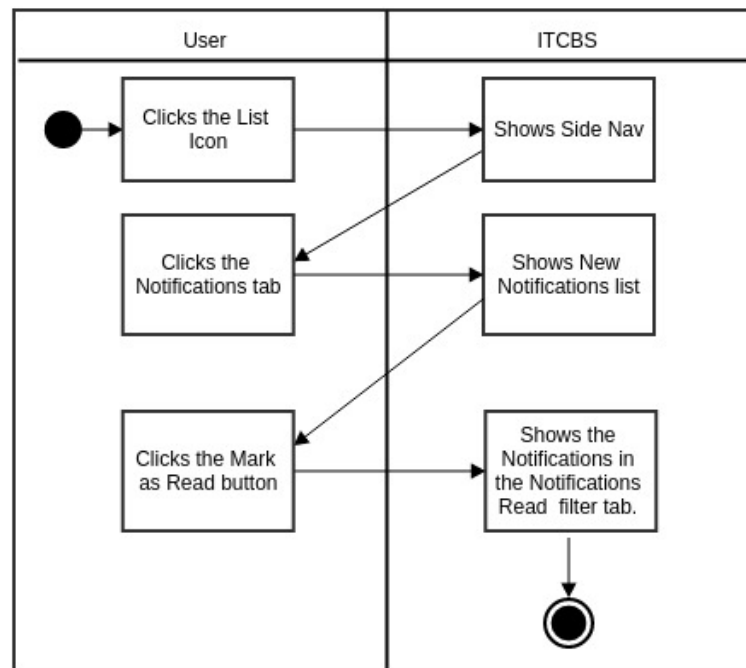 User
ITCBS
Clicks the List
Icon
Shows Side Nav
Clicks the
Notifications tab
Shows New
Notifications list
Clicks the Mark
as Read button
Shows the
Notifications in
the Notifications
Read filter tab.